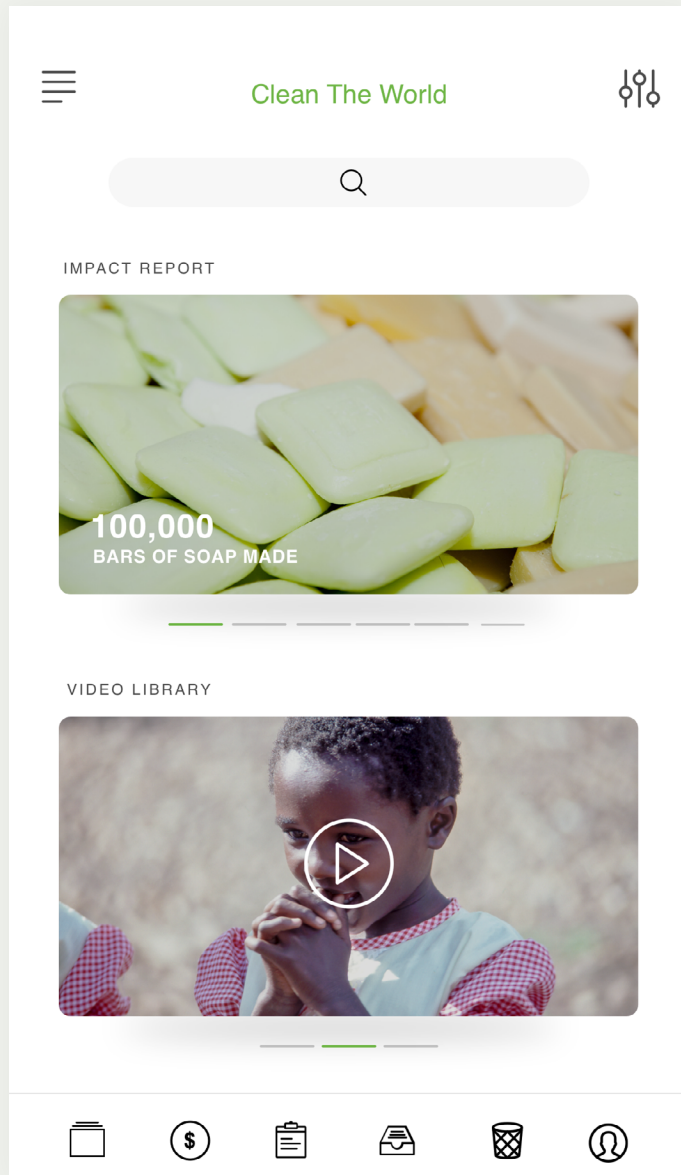 Clean The World
IMPACT REPORT
100,000
BARS OF SOAP MADE
VIDEO LIBRARY
$